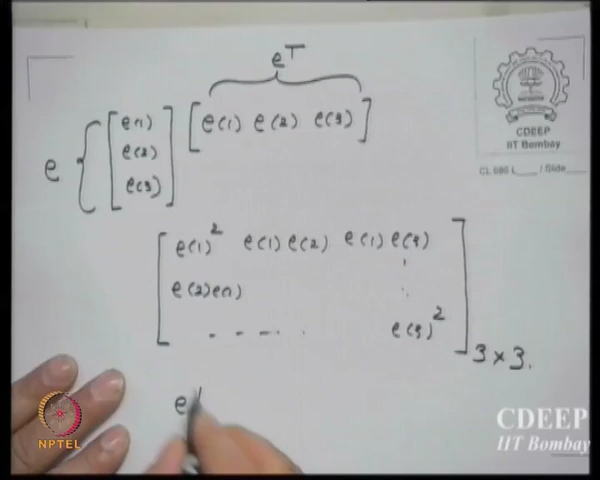 e^T
e { [ e(1) ] [ e(1) e(2) e(3) ]
e(2)
e(3)
CDEEP
IIT Bombay
CL 686 L___ / Slide___
[ e(1)^2 e(1)e(2) e(1)e(3)
e(2)e(1) :
- - - - . e(3)^2 ] 3 × 3.
e
NPTEL
CDEEP
IIT Bombay